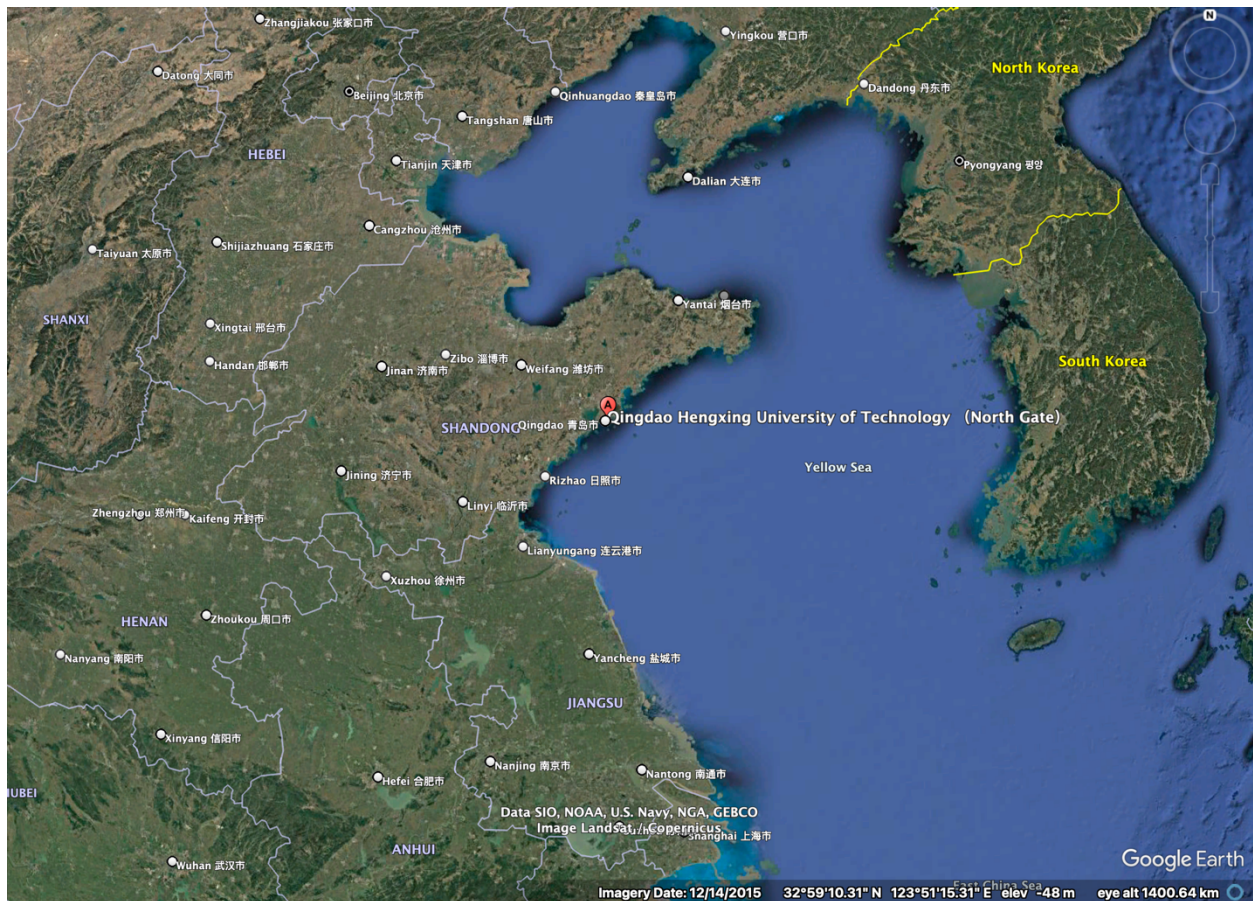 Zhangjiakou 张家口市
Yingkou 营口市
N
North Korea
Datong 大同市
Dandong 丹东市
Beijing 北京市
Qinhuangdao 秦皇岛市
Tangshan 唐山市
HEBEI
Tianjin 天津市
Pyongyang 평양
Dalian 大连市
Cangzhou 沧州市
Shijiazhuang 石家庄市
Taiyuan 太原市
Yantai 烟台市
SHANXI
Xingtai 邢台市
Zibo 淄博市
Handan 邯郸市
Jinan 济南市
Weifang 潍坊市
South Korea
A
Qingdao Hengxing University of Technology （North Gate）
Qingdao 青岛市
SHANDONG
Yellow Sea
Jining 济宁市
Rizhao 日照市
Linyi 临沂市
Zhengzhou 郑州市
Kaifeng 开封市
Lianyungang 连云港市
Xuzhou 徐州市
HENAN
Zhoukou 周口市
Nanyang 南阳市
Yancheng 盐城市
JIANGSU
Xinyang 信阳市
Nanjing 南京市
Nantong 南通市
Hefei 合肥市
UBEI
Data SIO, NOAA, U.S. Navy, NGA, GEBCO
Image Landsat / Copernicus
Shanghai 上海市
ANHUI
Wuhan 武汉市
Google Earth
East China Sea
Imagery Date: 12/14/2015 32°59'10.31" N 123°51'15.31" E elev -48 m eye alt 1400.64 km